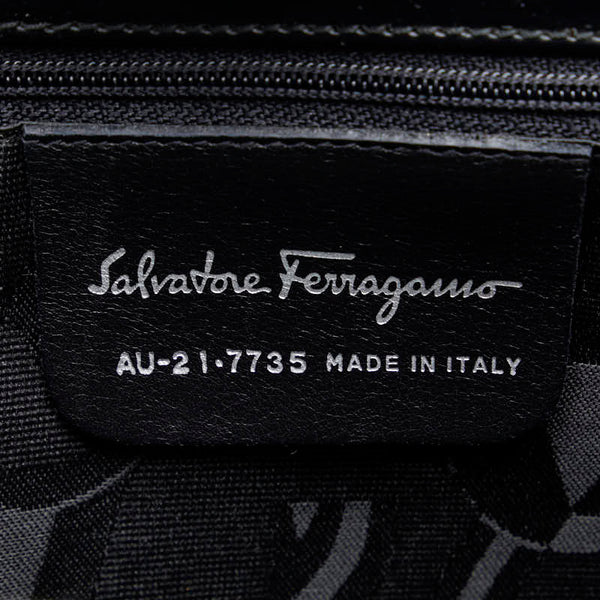 Salvatore Ferragamo
AU-21·7735 MADE IN ITALY